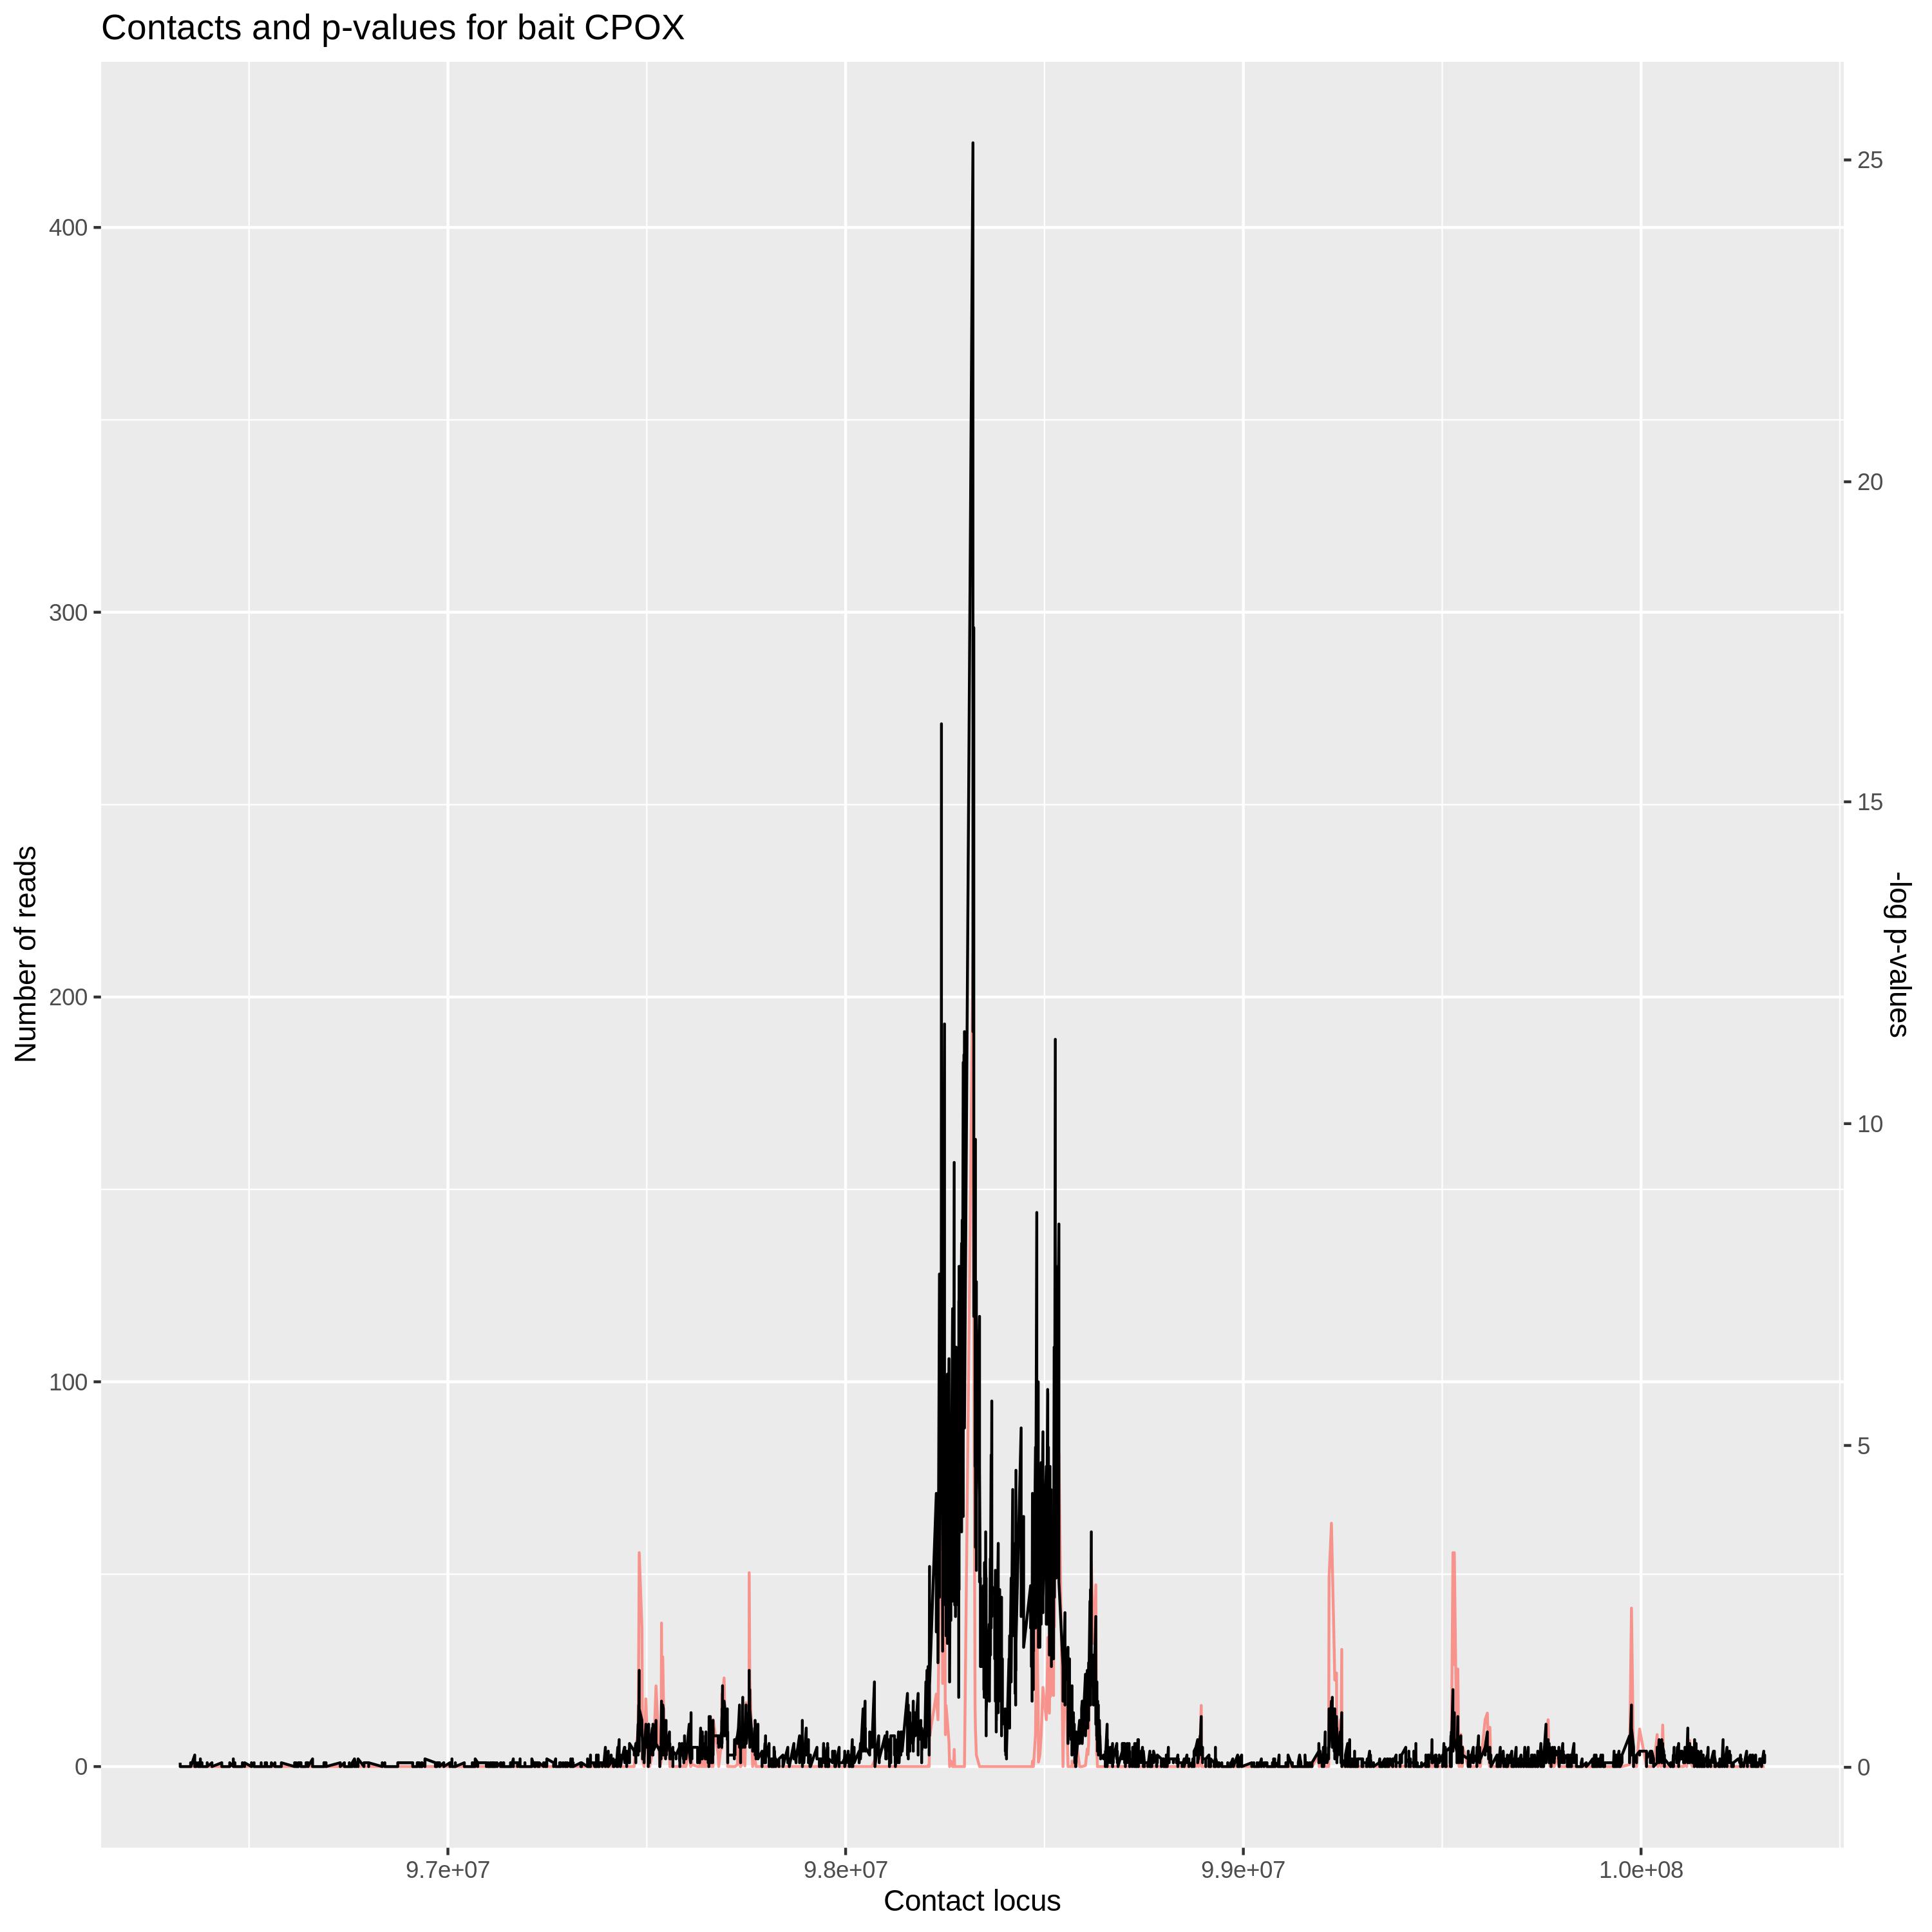 Contacts and p-values for bait CPOX
Number of reads
400
300
200
100
0
25
20
15
10
5
0
-log p-values
9.7e+07
9.8e+07
9.9e+07
1.0e+08
Contact locus